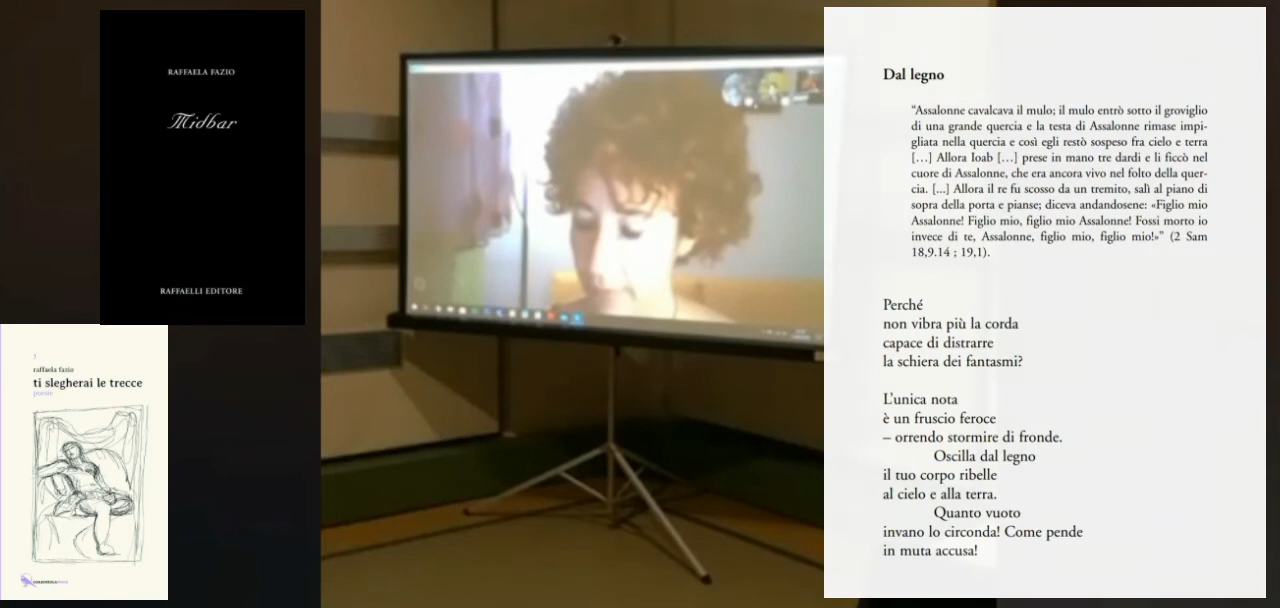 RAFFAELA FAZIO
Midbar
RAFFAELLI EDITORE
7
raffaela fazio
ti slegherai le trecce
poesie
Dal legno
“Assalonne cavalcava il mulo; il mulo entrò sotto il groviglio
di una grande quercia e la testa di Assalonne rimase impi-
gliata nella quercia e così egli restò sospeso fra cielo e terra
[…] Allora Ioab […] prese in mano tre dardi e li ficcò nel
cuore di Assalonne, che era ancora vivo nel folto della quer-
cia. [...] Allora il re fu scosso da un tremito, salì al piano di
sopra della porta e pianse; diceva andandosene: «Figlio mio
Assalonne! Figlio mio, figlio mio Assalonne! Fossi morto io
invece di te, Assalonne, figlio mio, figlio mio!»” (2 Sam
18,9.14 ; 19,1).
Perché
non vibra più la corda
capace di distrarre
la schiera dei fantasmi?
L’unica nota
è un fruscio feroce
– orrendo stormire di fronde.
Oscilla dal legno
il tuo corpo ribelle
al cielo e alla terra.
Quanto vuoto
invano lo circonda! Come pende
in muta accusa!